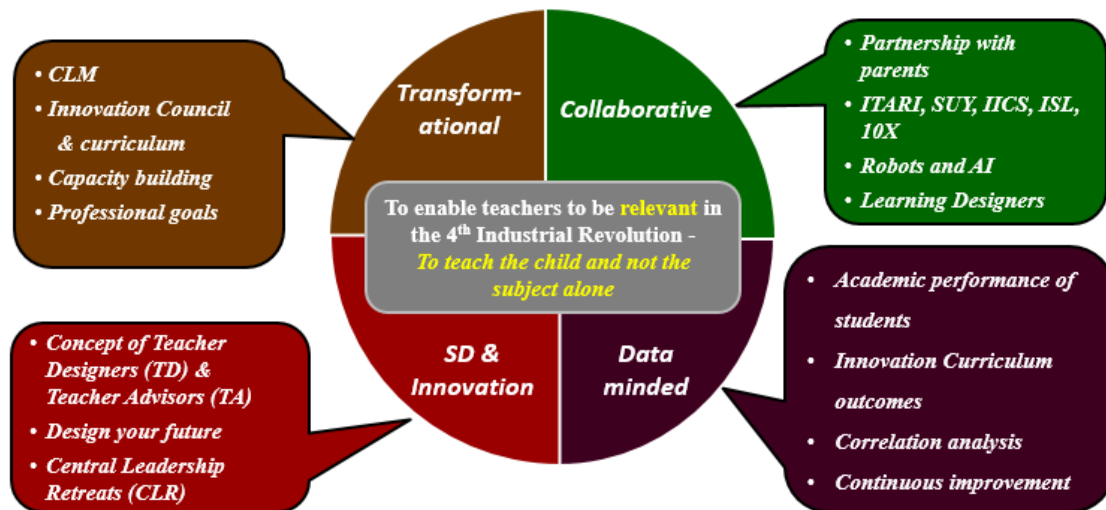 • CLM
• Innovation Council
& curriculum
• Capacity building
• Professional goals
Transform-
ational
Collaborative
• Partnership with
parents
• ITARI, SUY, IICS, ISL,
10X
• Robots and AI
• Learning Designers
To enable teachers to be relevant in
the 4th Industrial Revolution -
To teach the child and not the
subject alone
• Concept of Teacher
Designers (TD) &
Teacher Advisors (TA)
• Design your future
• Central Leadership
Retreats (CLR)
SD &
Innovation
Data
minded
• Academic performance of
students
• Innovation Curriculum
outcomes
• Correlation analysis
• Continuous improvement